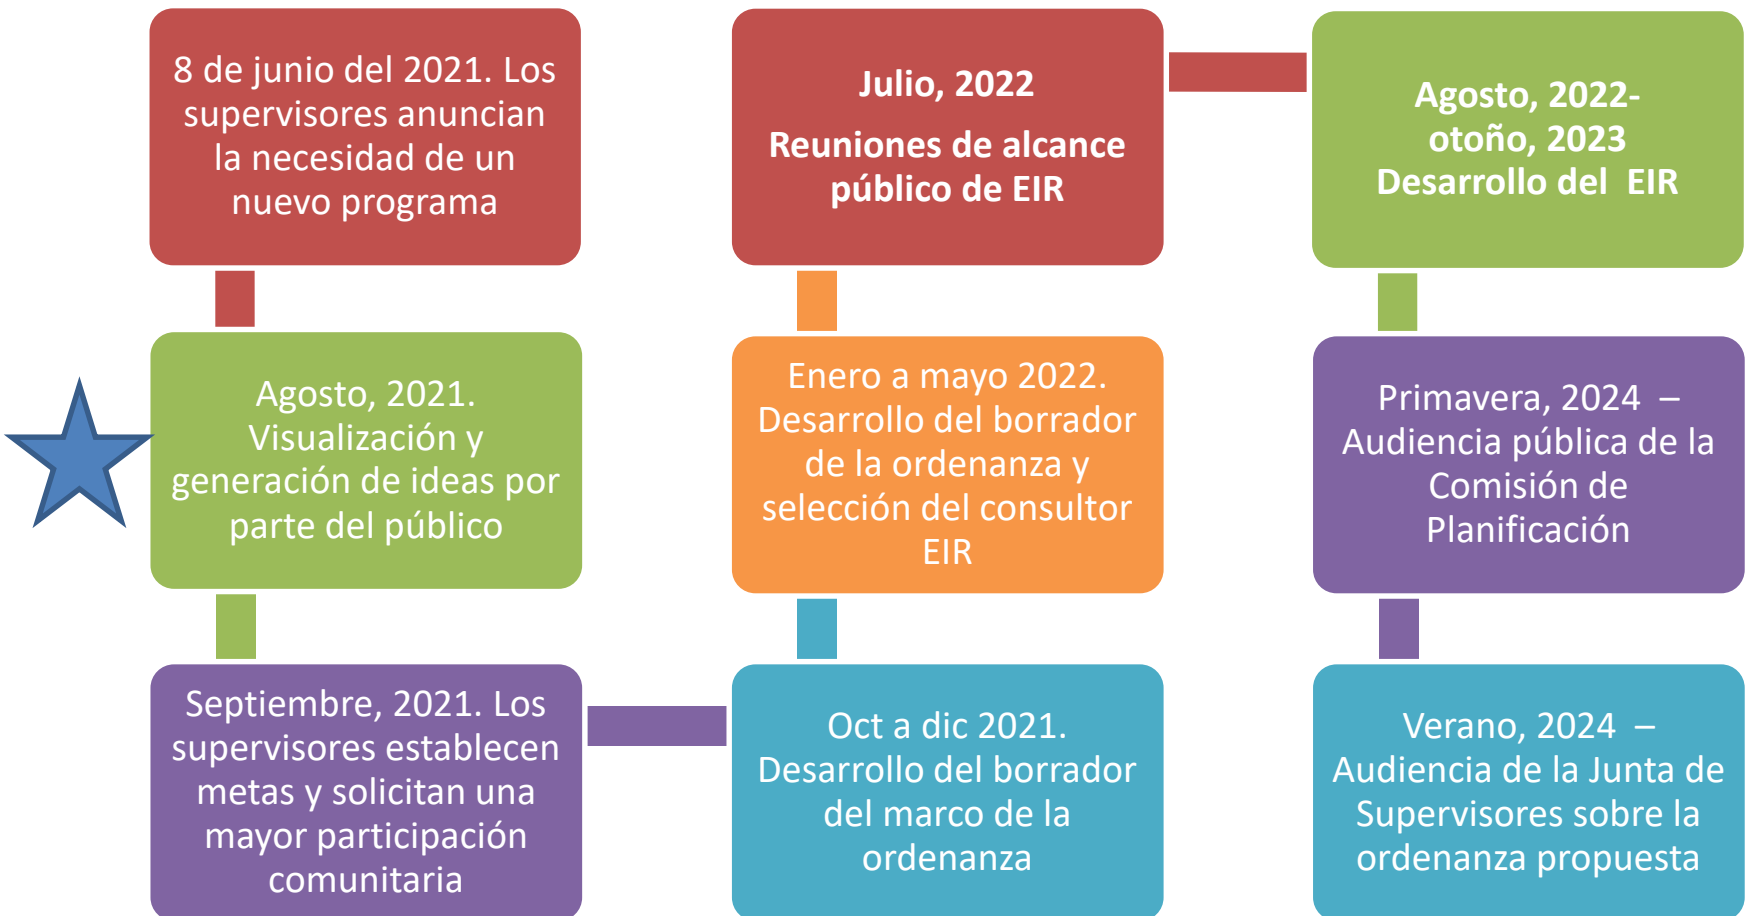 8 de junio del 2021. Los
supervisores anuncian
la necesidad de un
nuevo programa
Agosto, 2021.
Visualización y
generación de ideas por
parte del público
Septiembre, 2021. Los
supervisores establecen
metas y solicitan una
mayor participación
comunitaria
Oct a dic 2021.
Desarrollo del borrador
del marco de la
ordenanza
Enero a mayo 2022.
Desarrollo del borrador
de la ordenanza y
selección del consultor
EIR
Julio, 2022
Reuniones de alcance
público de EIR
Agosto, 2022-
otoño, 2023
Desarrollo del EIR
Primavera, 2024 –
Audiencia pública de la
Comisión de
Planificación
Verano, 2024 –
Audiencia de la Junta de
Supervisores sobre la
ordenanza propuesta